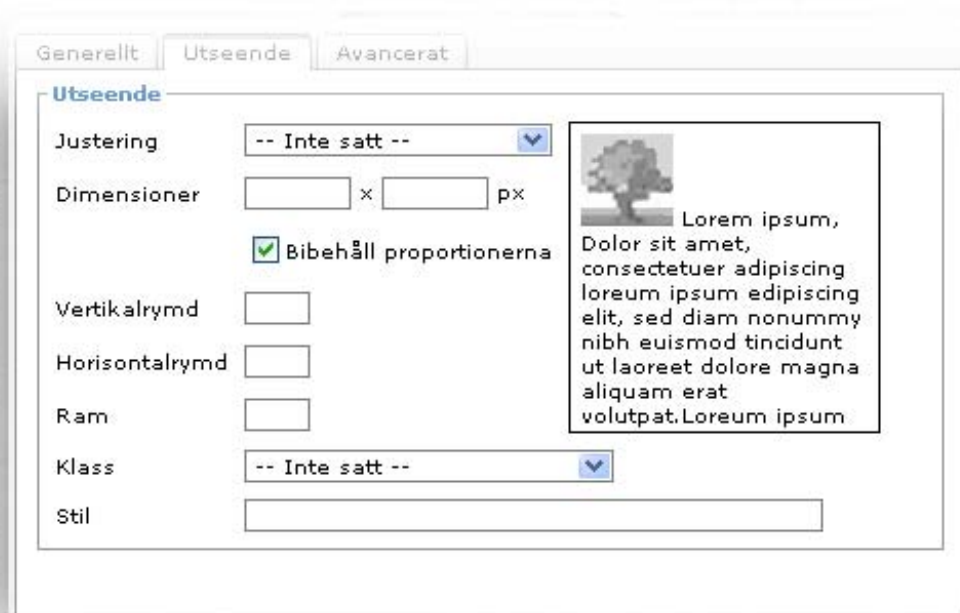 Generellt Utseende Avancerat
Utseende
Justering -- Inte satt --
Dimensioner x px
Bibehåll proportionerna
Vertikalrymd
Horisontalrymd
Ram
Klass -- Inte satt --
Stil
Lorem ipsum,
Dolor sit amet,
consectetuer adipiscing
loreum ipsum edipiscing
elit, sed diam nonummy
nibh euismod tincidunt
ut laoreet dolore magna
aliquam erat
volutpat.Loreum ipsum